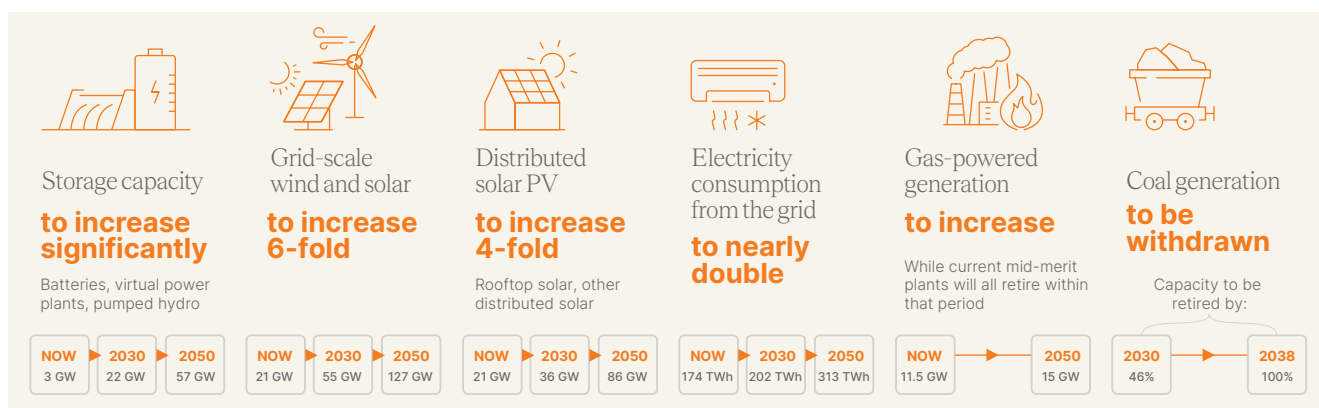 Storage capacity
to increase
significantly
Batteries, virtual power
plants, pumped hydro
NOW
3 GW
2030
22 GW
2050
57 GW
Grid-scale
wind and solar
to increase
6-fold
NOW
21 GW
2030
55 GW
2050
127 GW
Distributed
solar PV
to increase
4-fold
Rooftop solar, other
distributed solar
NOW
21 GW
2030
36 GW
2050
86 GW
Electricity
consumption
from the grid
to nearly
double
NOW
174 TWh
2030
202 TWh
2050
313 TWh
Gas-powered
generation
to increase
While current mid-merit
plants will all retire within
that period
NOW
11.5 GW
2050
15 GW
Coal generation
to be
withdrawn
Capacity to be
retired by:
2030
46%
2038
100%